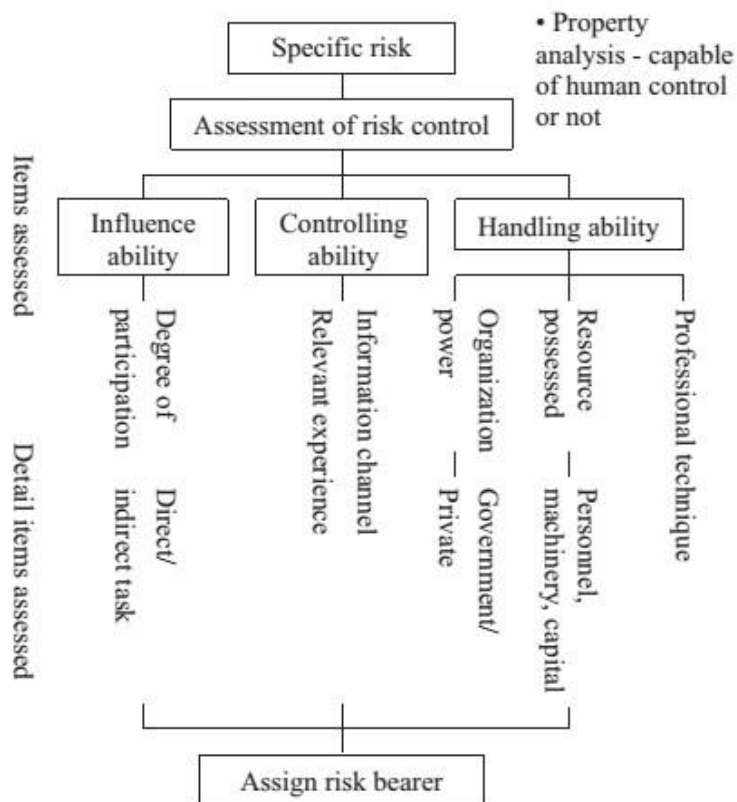 Specific risk
• Property
analysis - capable
of human control
or not
Assessment of risk control
Items assessed
Influence
ability
Controlling
ability
Handling ability
Degree of
participation
Information channel
Relevant experience
Organization
power
Resource
possessed
Professional technique
Detail items assessed
Direct/
indirect task
Government/
Private
Personnel,
machinery, capital
Assign risk bearer